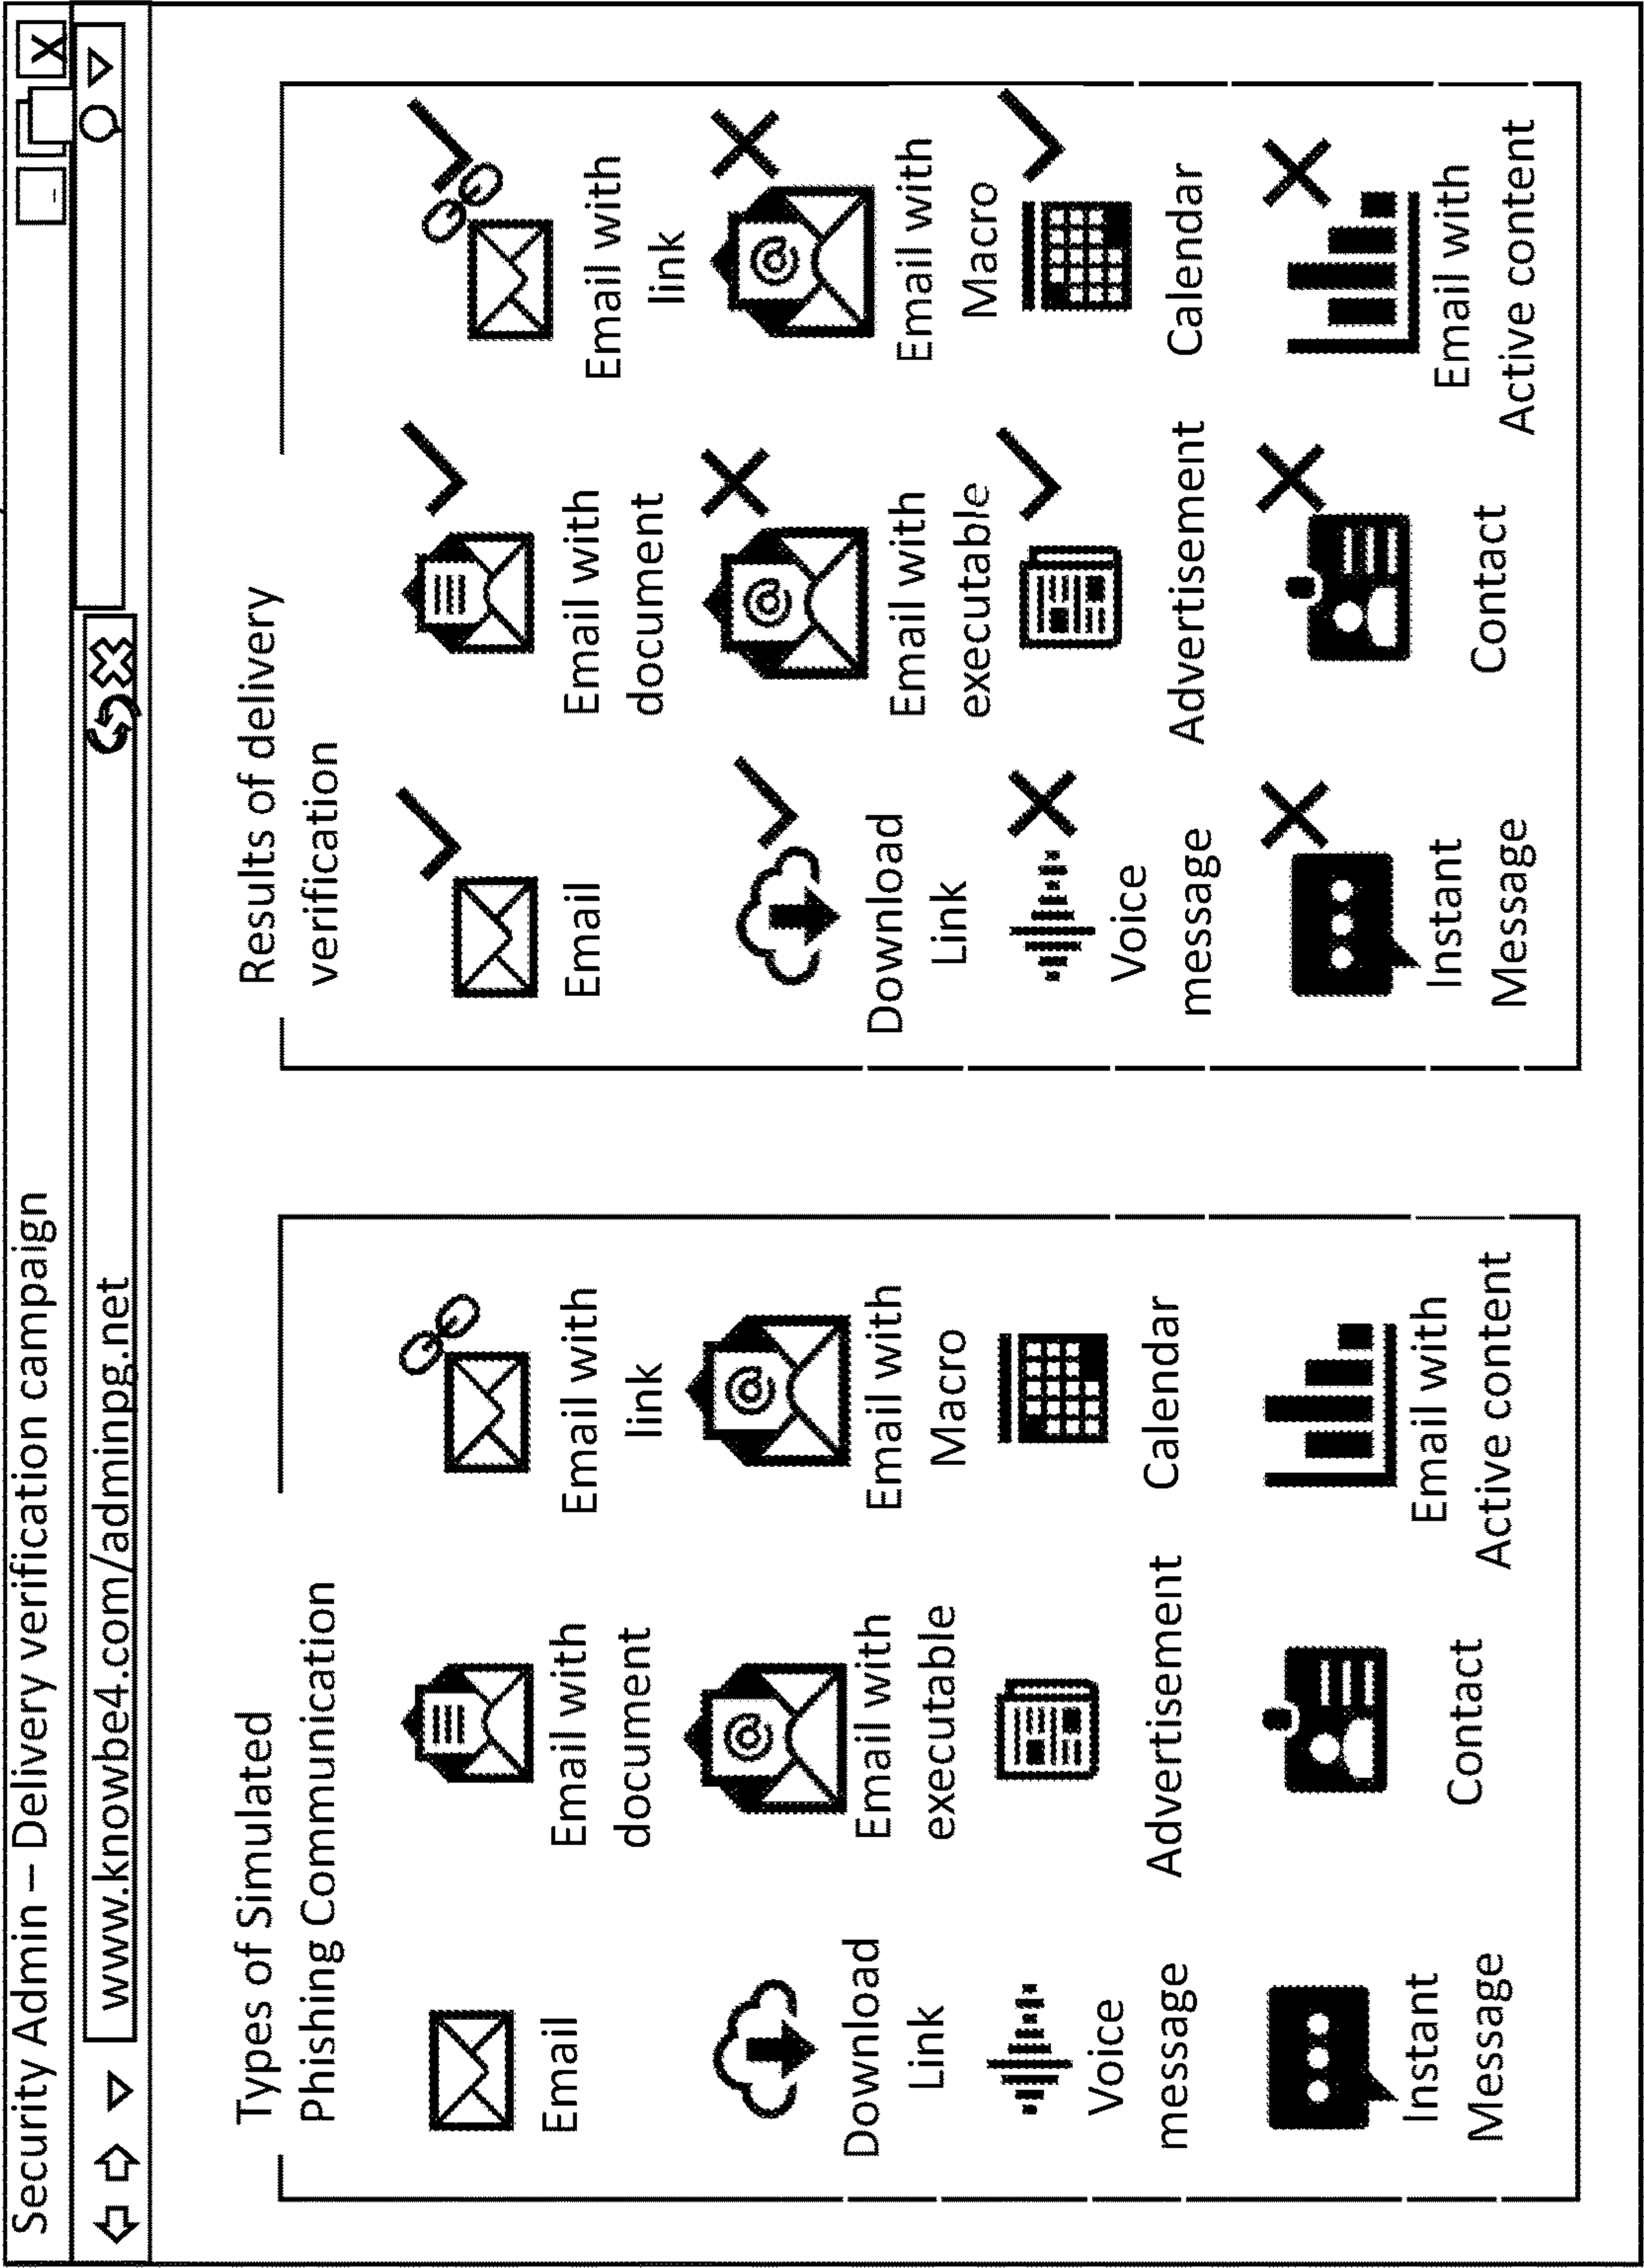 Security Admin – Delivery verification campaign
_
X
www.knowbe4.com/adminpg.net
Types of Simulated
Phishing Communication
Email
Email with
document
Email with
link
Download
Link
Email with
executable
Email with
Macro
Voice
message
Advertisement
Calendar
Instant
Message
Contact
Email with
Active content
Results of delivery
verification
Email
Email with
document
Email with
link
Download
Link
Email with
executable
Email with
Macro
Voice
message
Advertisement
Calendar
Instant
Message
Contact
Email with
Active content